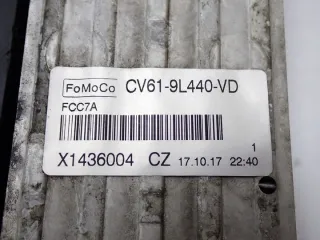 FoMoCo CV61-9L440-VD
FCC7A
1
X1436004 CZ 17.10.17 22:40